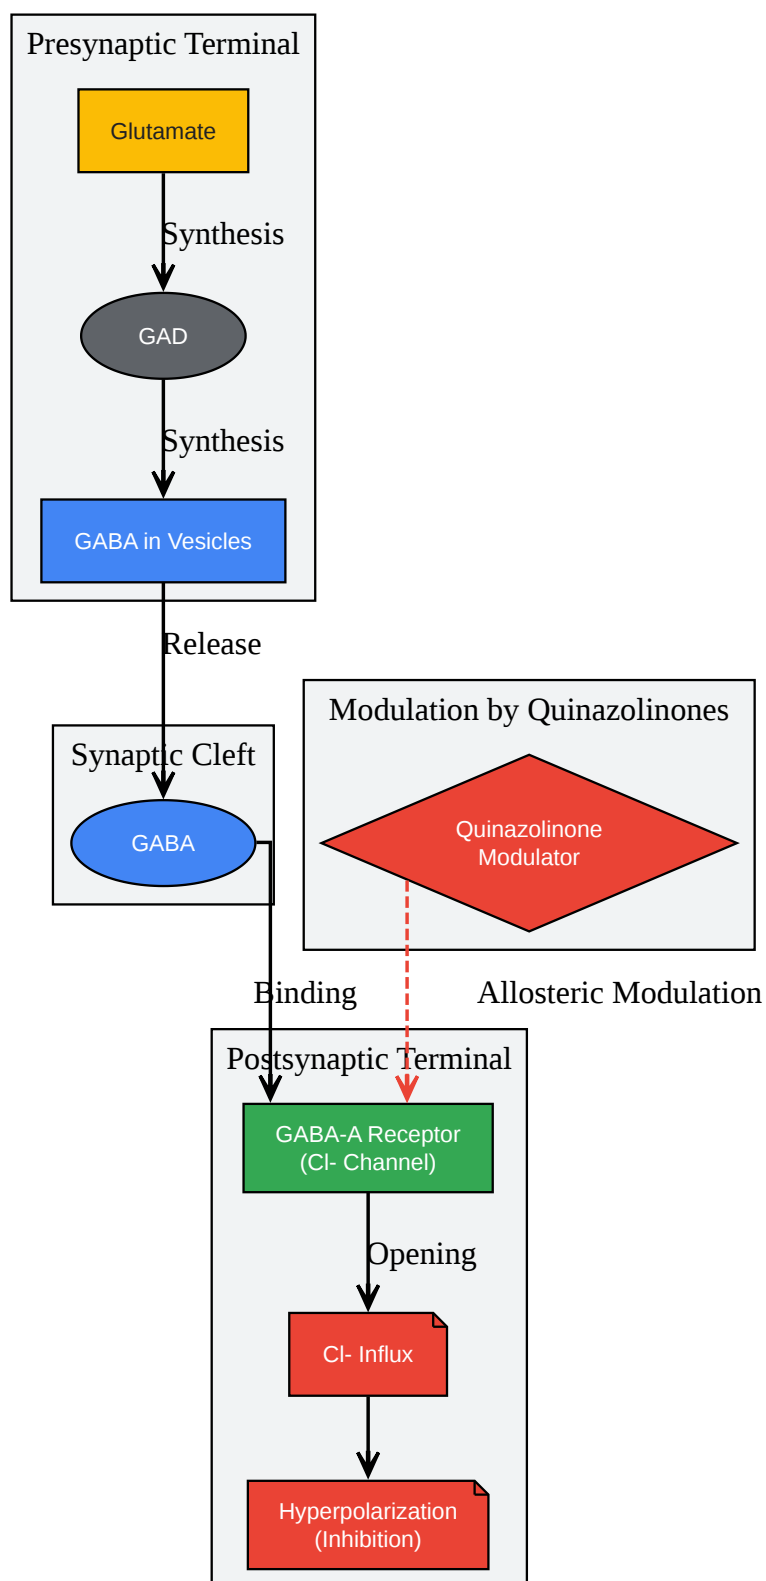 Presynaptic Terminal
Glutamate
Synthesis
GAD
Synthesis
GABA in Vesicles
Release
Synaptic Cleft
GABA
Modulation by Quinazolinones
Quinazolinone
Modulator
Binding
Allosteric Modulation
Postsynaptic Terminal
GABA-A Receptor
(Cl- Channel)
Opening
Cl- Influx
Hyperpolarization
(Inhibition)